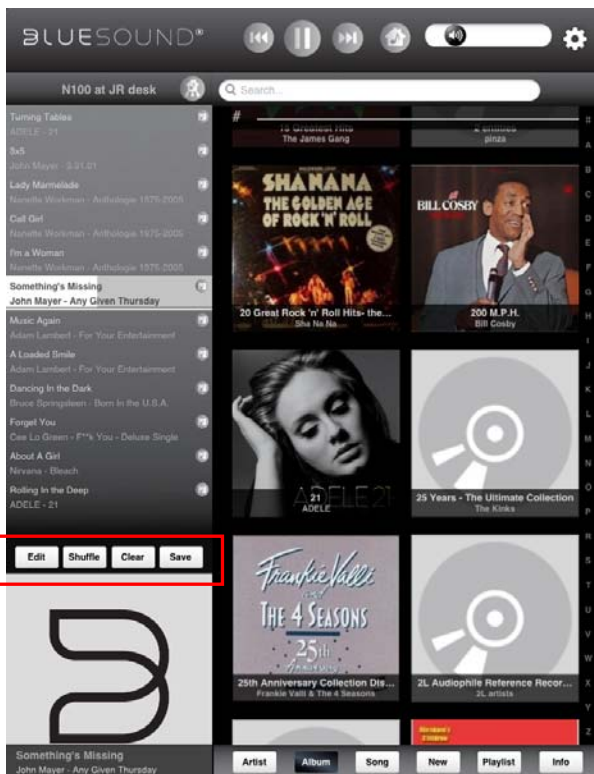 BLUESOUND®
N100 at JR desk
Search...
Turning Tables
ADELE - 21
3x5
John Mayer - 3.31.01
Lady Marmelade
Nanette Workman - Anthologie 1975-2005
Call Girl
Nanette Workman - Anthologie 1975-2005
I'm a Woman
Nanette Workman - Anthologie 1975-2005
Something's Missing
John Mayer - Any Given Thursday
Music Again
Adam Lambert - For Your Entertainment
A Loaded Smile
Adam Lambert - For Your Entertainment
Dancing In the Dark
Bruce Springsteen - Born In the U.S.A.
Forget You
Cee Lo Green - F**k You - Deluxe Single
About A Girl
Nirvana - Bleach
Rolling In the Deep
ADELE - 21
Edit Shuffle Clear Save
Something's Missing
John Mayer - Any Given Thursday
#
15 Greatest Hits
The James Gang
2 entities
pinza
SHA NA NA
THE GOLDEN AGE
OF ROCK 'N' ROLL
20 Great Rock 'n' Roll Hits- the...
Sha Na Na
BILL COSBY
200 M.P.H.
Bill Cosby
ADELE 21
21
ADELE
25 Years - The Ultimate Collection
The Kinks
Frankie Valli
and
THE 4 SEASONS
25th
Anniversary
25th Anniversary Collection Dis...
Frankie Valli & The 4 Seasons
2L Audiophile Reference Recor...
2L artists
#
A
B
C
D
E
F
G
H
I
J
K
L
M
N
O
P
R
S
T
U
V
W
X
Y
Z
Artist Album Song New Playlist Info